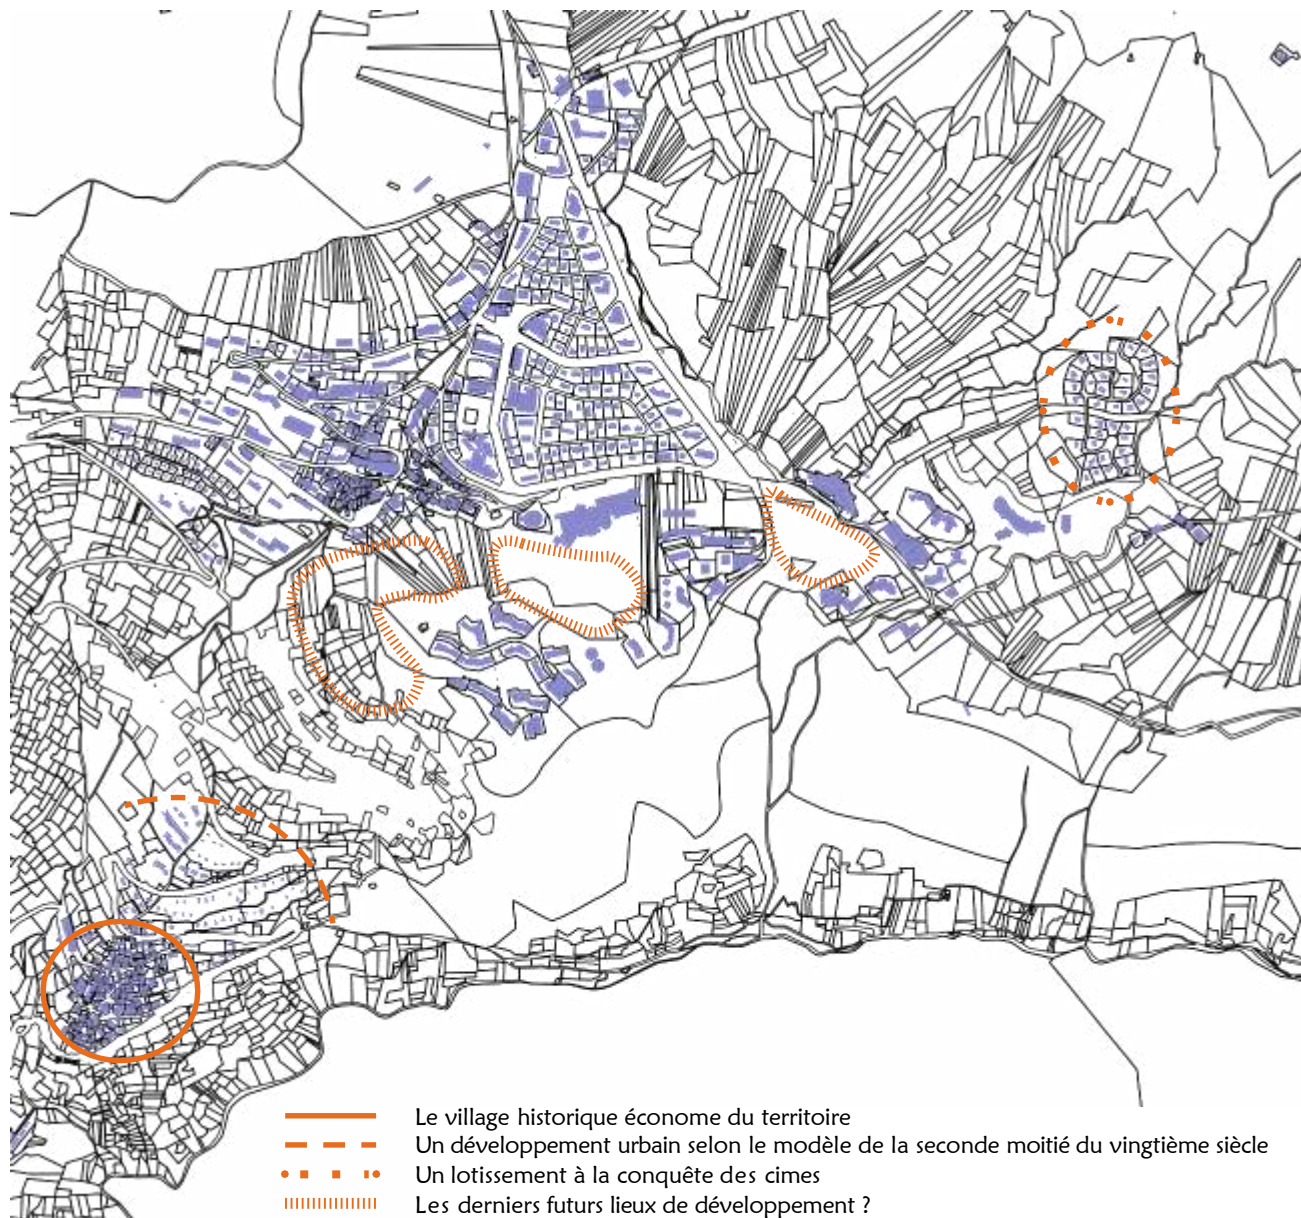 Le village historique économe du territoire
Un développement urbain selon le modèle de la seconde moitié du vingtième siècle
Un lotissement à la conquête des cimes
Les derniers futurs lieux de développement ?